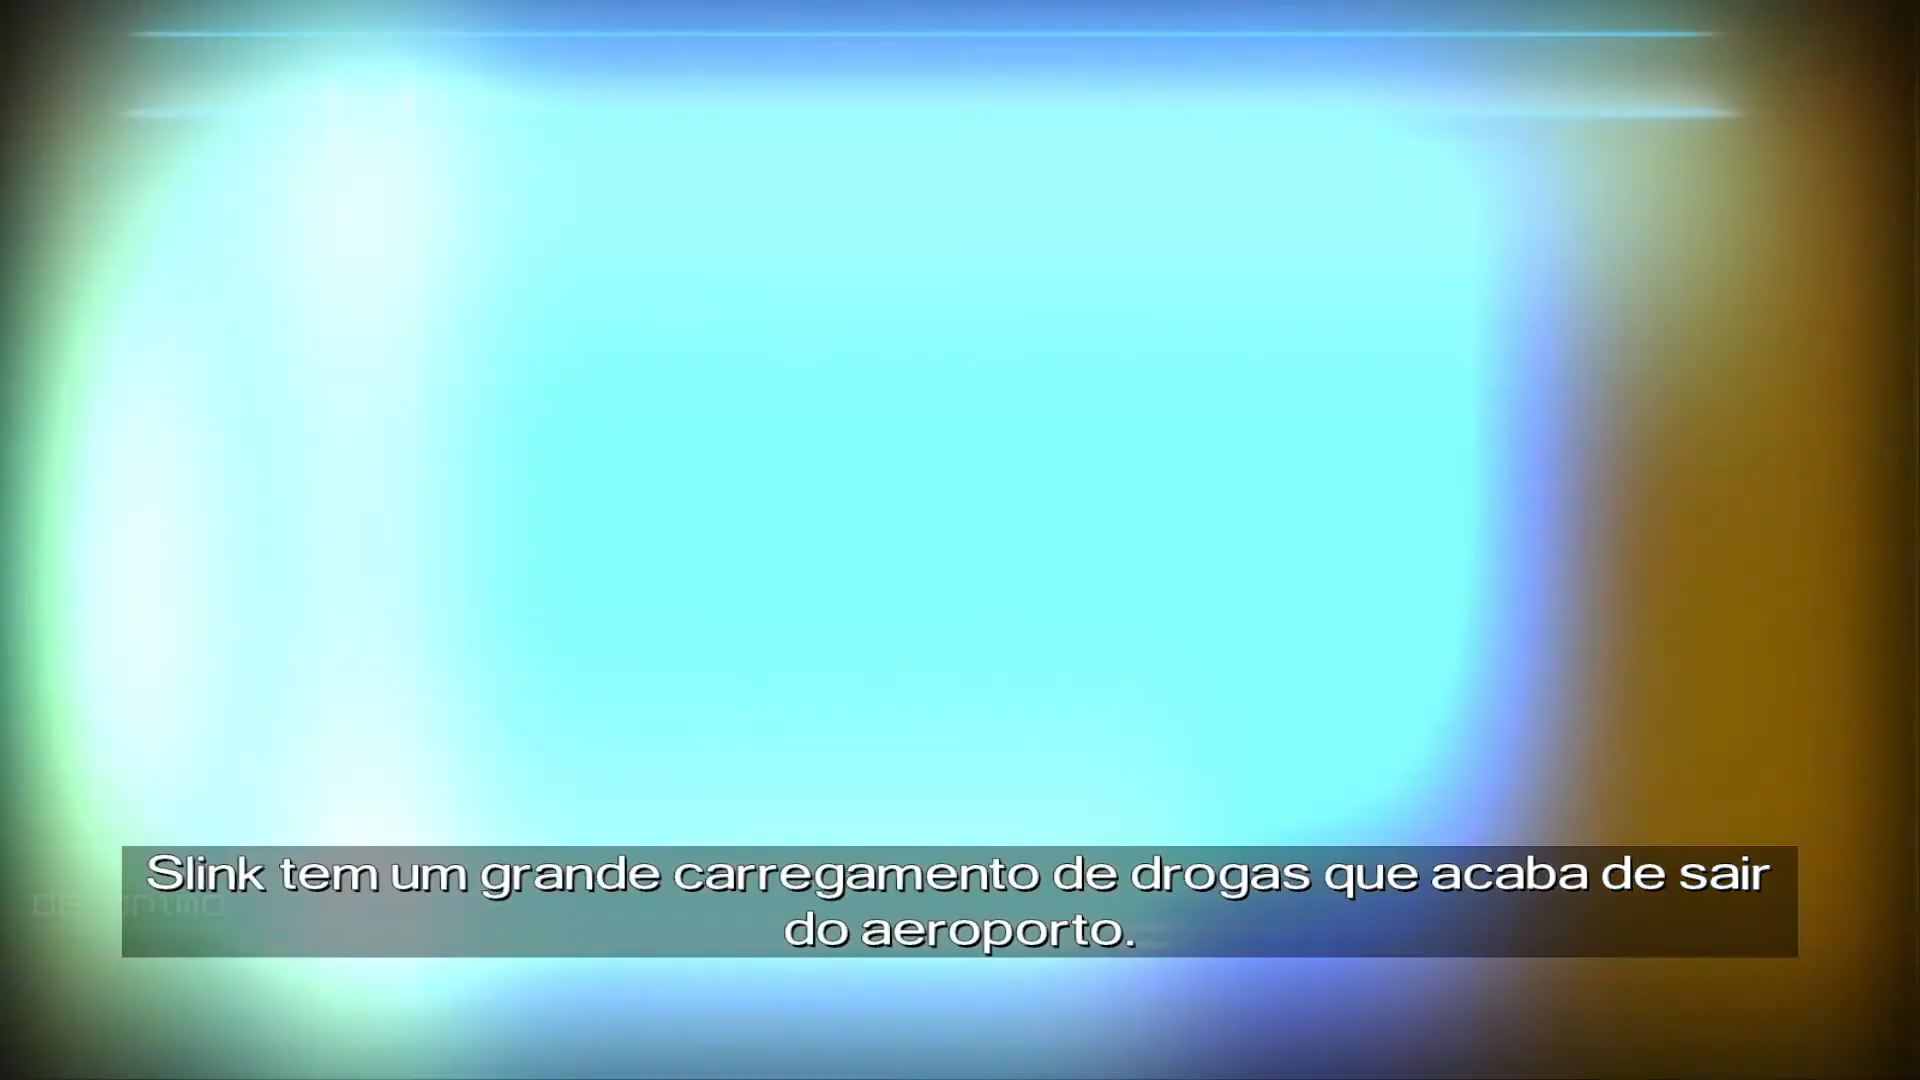 Slink tem um grande carregamento de drogas que acaba de sair
do aeroporto.